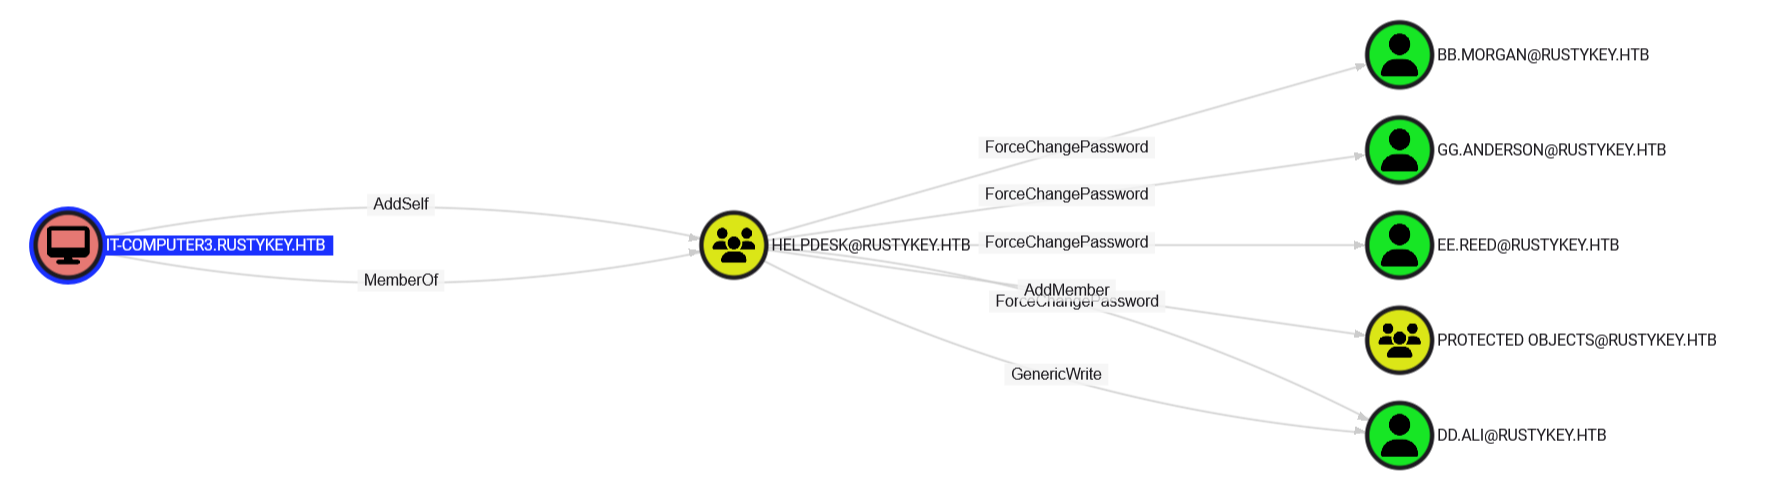 IT-COMPUTER3.RUSTYKEY.HTB
AddSelf
MemberOf
HELPDESK@RUSTYKEY.HTB
ForceChangePassword
ForceChangePassword
ForceChangePassword
AddMember
ForceChangePassword
GenericWrite
BB.MORGAN@RUSTYKEY.HTB
GG.ANDERSON@RUSTYKEY.HTB
EE.REED@RUSTYKEY.HTB
PROTECTED OBJECTS@RUSTYKEY.HTB
DD.ALI@RUSTYKEY.HTB